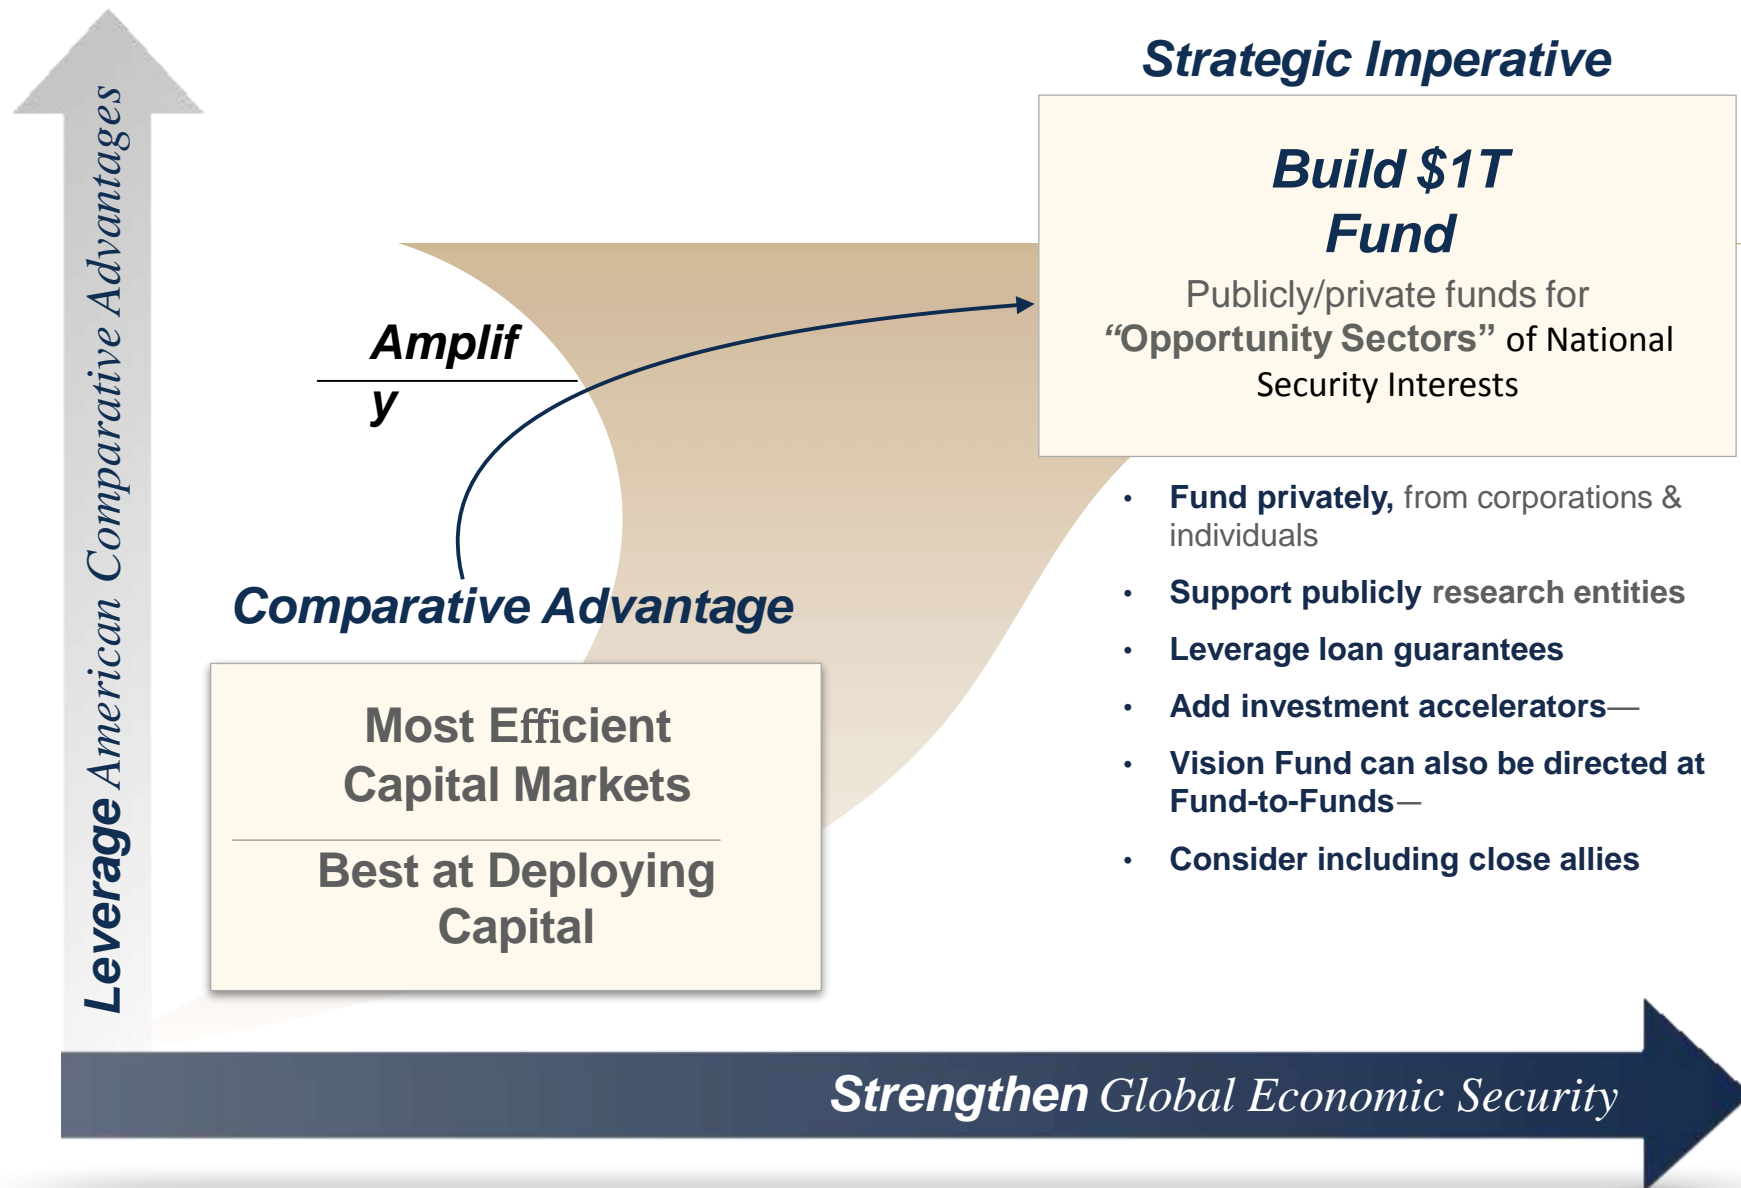 Leverage American Comparative Advantages
Strategic Imperative
Build $1T
Fund
Publicly/private funds for
“Opportunity Sectors” of National
Security Interests
Amplif
y
Comparative Advantage
Most Efficient
Capital Markets
Best at Deploying
Capital
• Fund privately, from corporations &
individuals
• Support publicly research entities
• Leverage loan guarantees
• Add investment accelerators—
• Vision Fund can also be directed at
Fund-to-Funds—
• Consider including close allies
Strengthen Global Economic Security